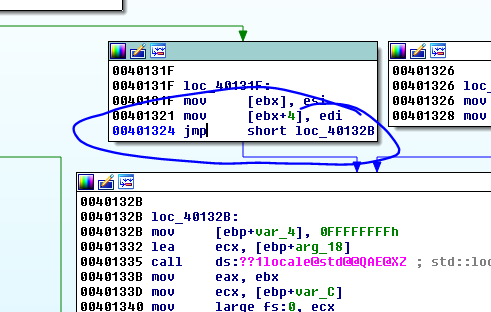 0040131F
0040131F loc_40131F:
0040131F mov     [ebx], esi
00401321 mov     [ebx+4], edi
00401324 jmp     short loc_40132B
00401326
00401326 loc_
00401326 mov
00401328 mov
0040132B
0040132B loc_40132B:
0040132B mov     [ebp+var_4], 0FFFFFFFFh
00401332 lea     ecx, [ebp+arg_18]
00401335 call    ds:??1locale@std@@QAE@XZ ; std::loc
0040133B mov     eax, ebx
0040133D mov     ecx, [ebp+var_C]
00401340 mov     large fs:0, ecx